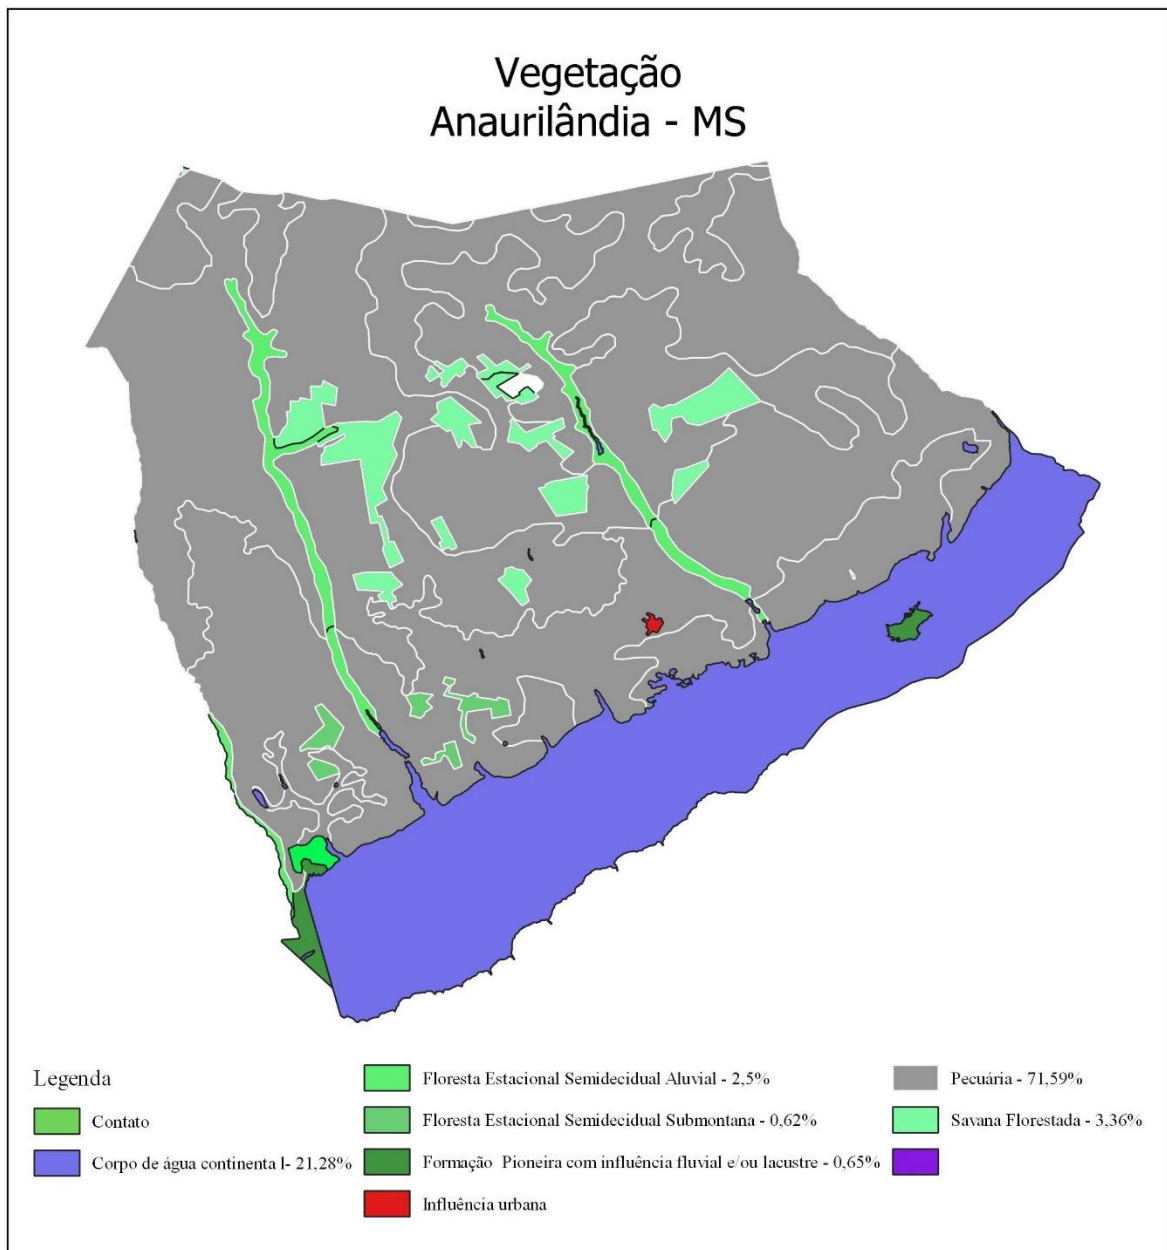 Vegetação
Anaurilândia - MS
Legenda
Contato
Corpo de água continenta l- 21,28%
Floresta Estacional Semidecidual Aluvial - 2,5%
Floresta Estacional Semidecidual Submontana - 0,62%
Formação Pioneira com influência fluvial e/ou lacustre - 0,65%
Influência urbana
Pecuária - 71,59%
Savana Florestada - 3,36%